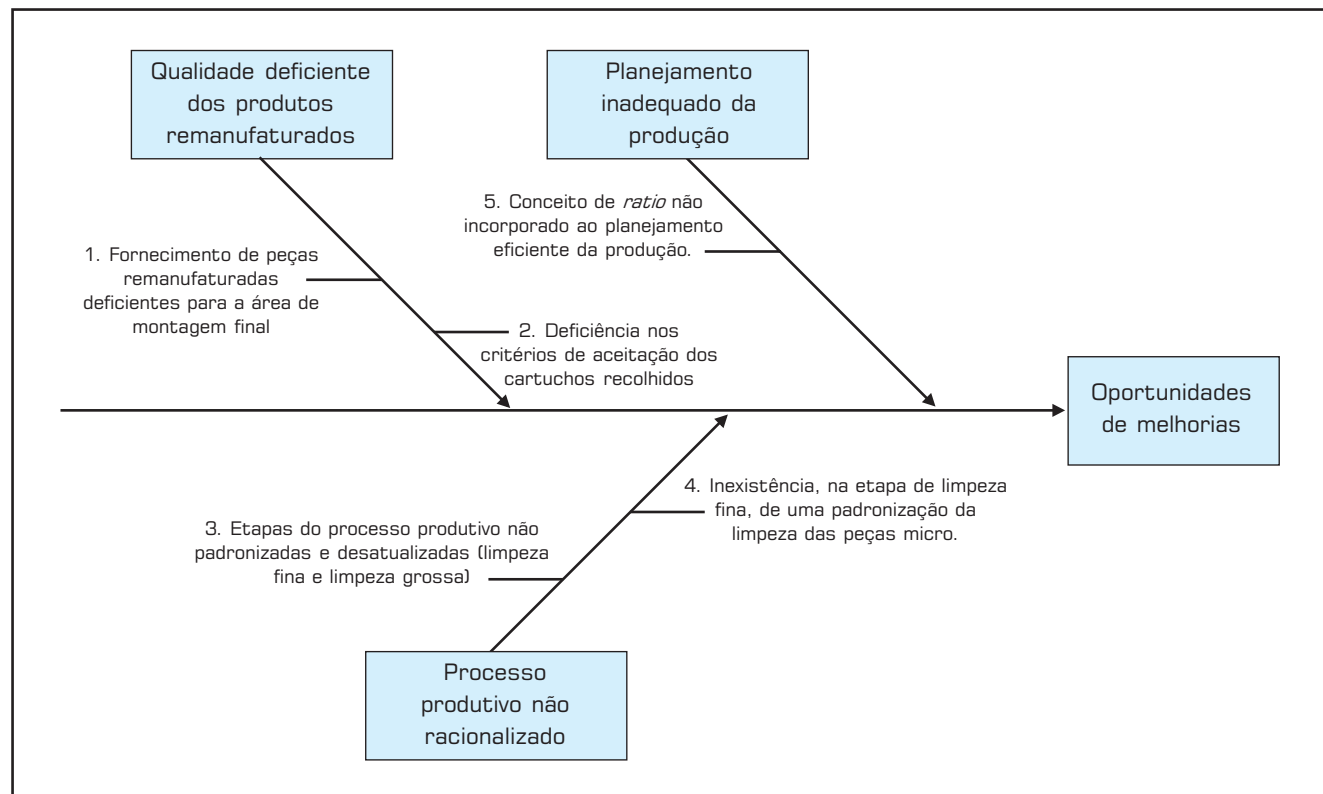 Qualidade deficiente
dos produtos
remanufaturados
Planejamento
inadequado da
produção
1. Fornecimento de peças
remanufaturadas
deficientes para a área de
montagem final
2. Deficiência nos
critérios de aceitação dos
cartuchos recolhidos
5. Conceito de ratio não
incorporado ao planejamento
eficiente da produção.
Oportunidades
de melhorias
3. Etapas do processo produtivo não
padronizadas e desatualizadas (limpeza
fina e limpeza grossa)
4. Inexistência, na etapa de limpeza
fina, de uma padronização da
limpeza das peças micro.
Processo
produtivo não
racionalizado